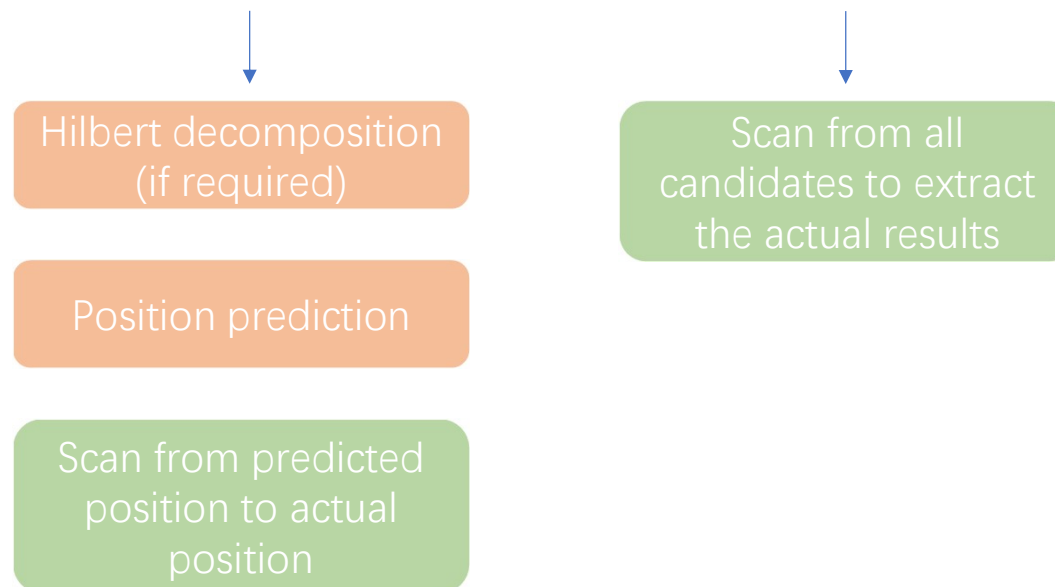 Hilbert decomposition
(if required)
Position prediction
Scan from predicted
position to actual
position
Scan from all
candidates to extract
the actual results